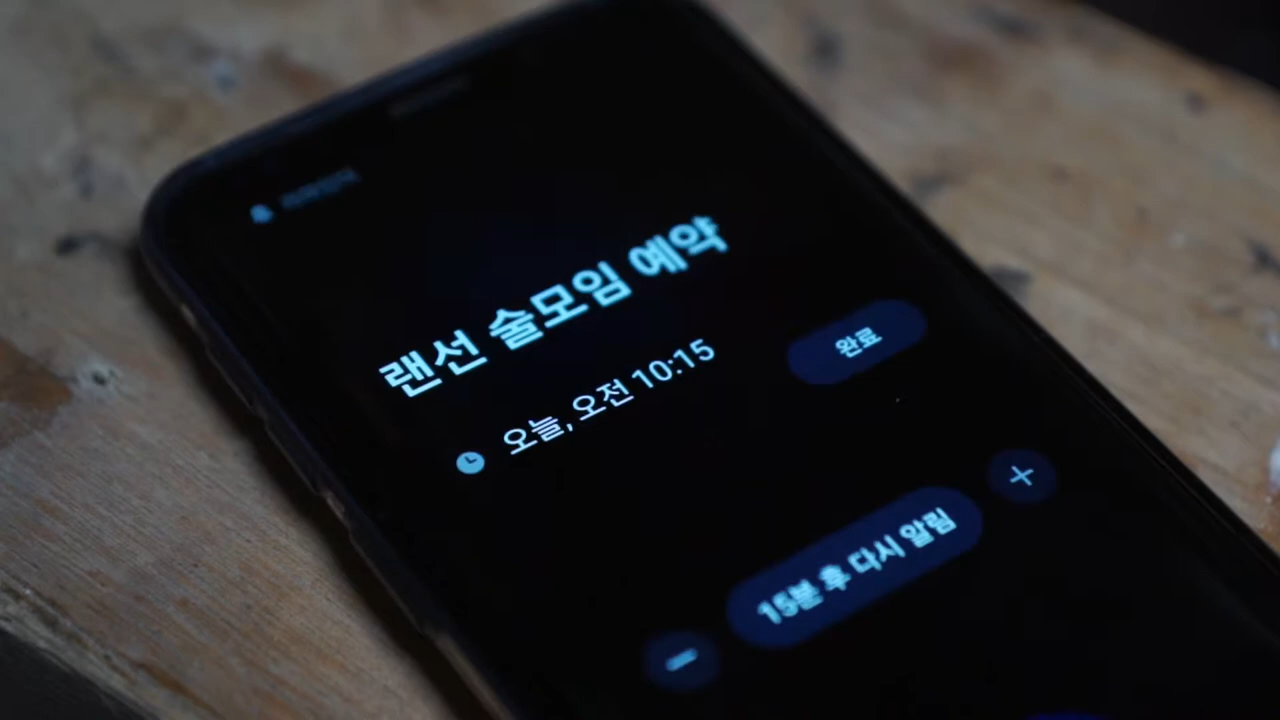 랜선 술모임 예약
오늘, 오전 10:15
완료
+
15분 후 다시 알림
−